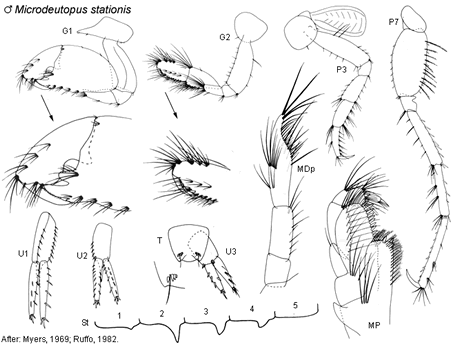 ♂ Microdeutopus stationis
G1
G2
P3
P7
MDp
U1
U2
T
U3
MP
St
1 2 3 4 5
After: Myers, 1969; Ruffo, 1982.